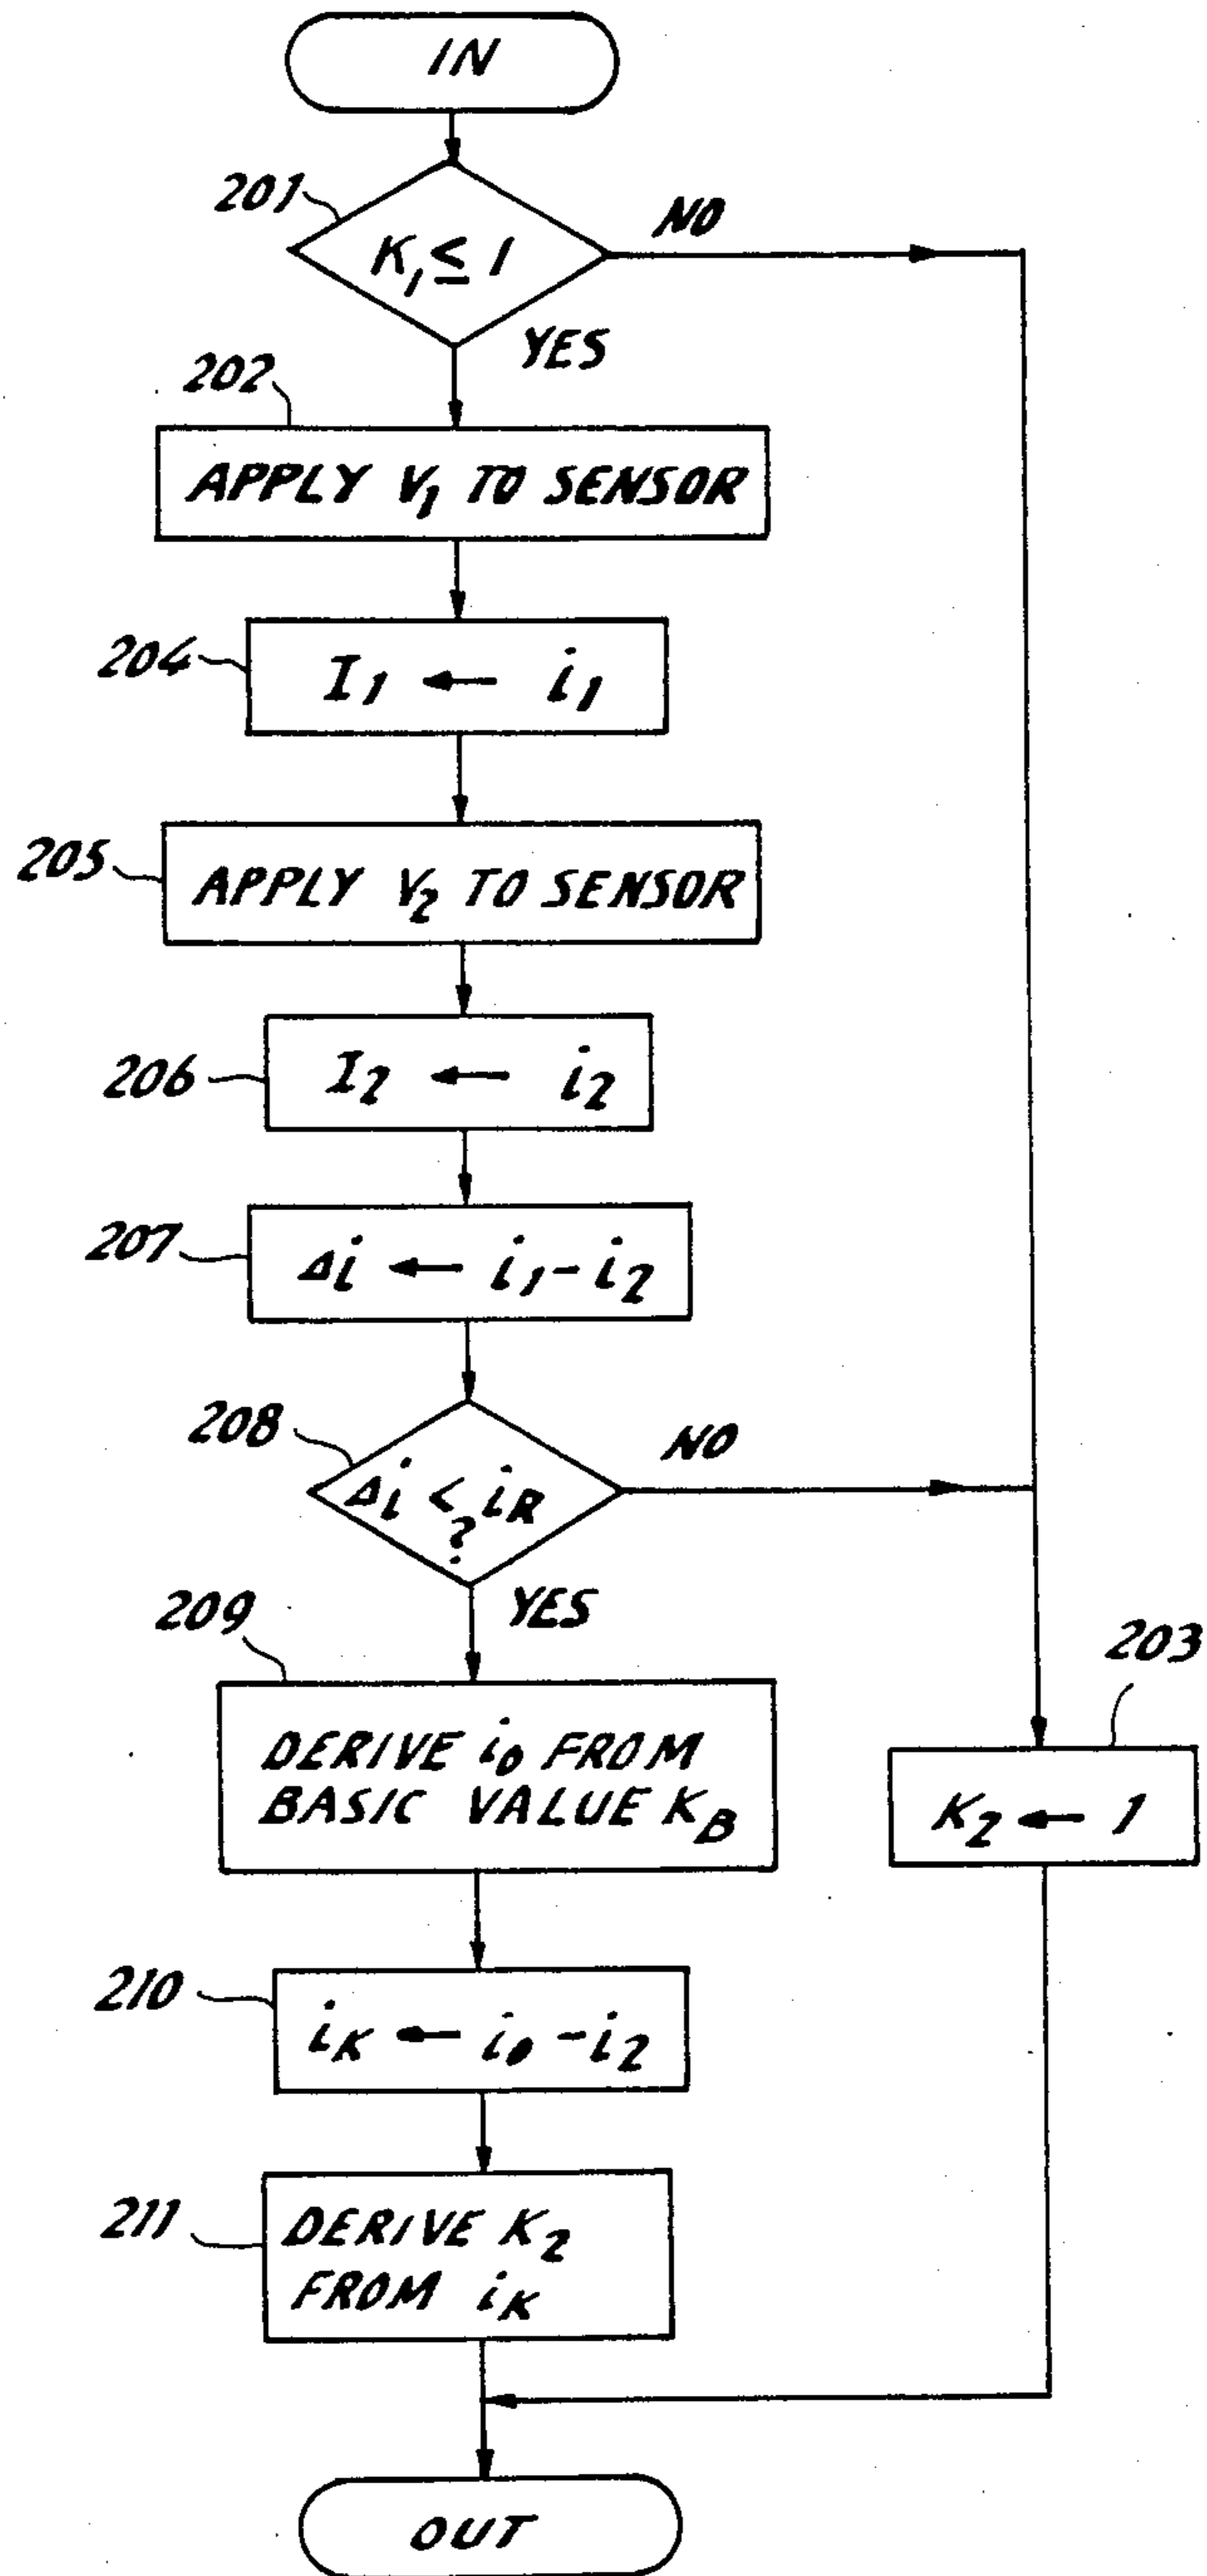 IN
201
K₁ ≤ 1
NO
YES
202
APPLY V₁ TO SENSOR
204
I₁ ← i₁
205
APPLY V₂ TO SENSOR
206
I₂ ← i₂
207
Δi ← i₁ - i₂
208
Δi < iR
?
NO
YES
209
DERIVE i₀ FROM
BASIC VALUE KB
203
K₂ ← 1
210
iK ← i₀ - i₂
211
DERIVE K₂
FROM iK
OUT